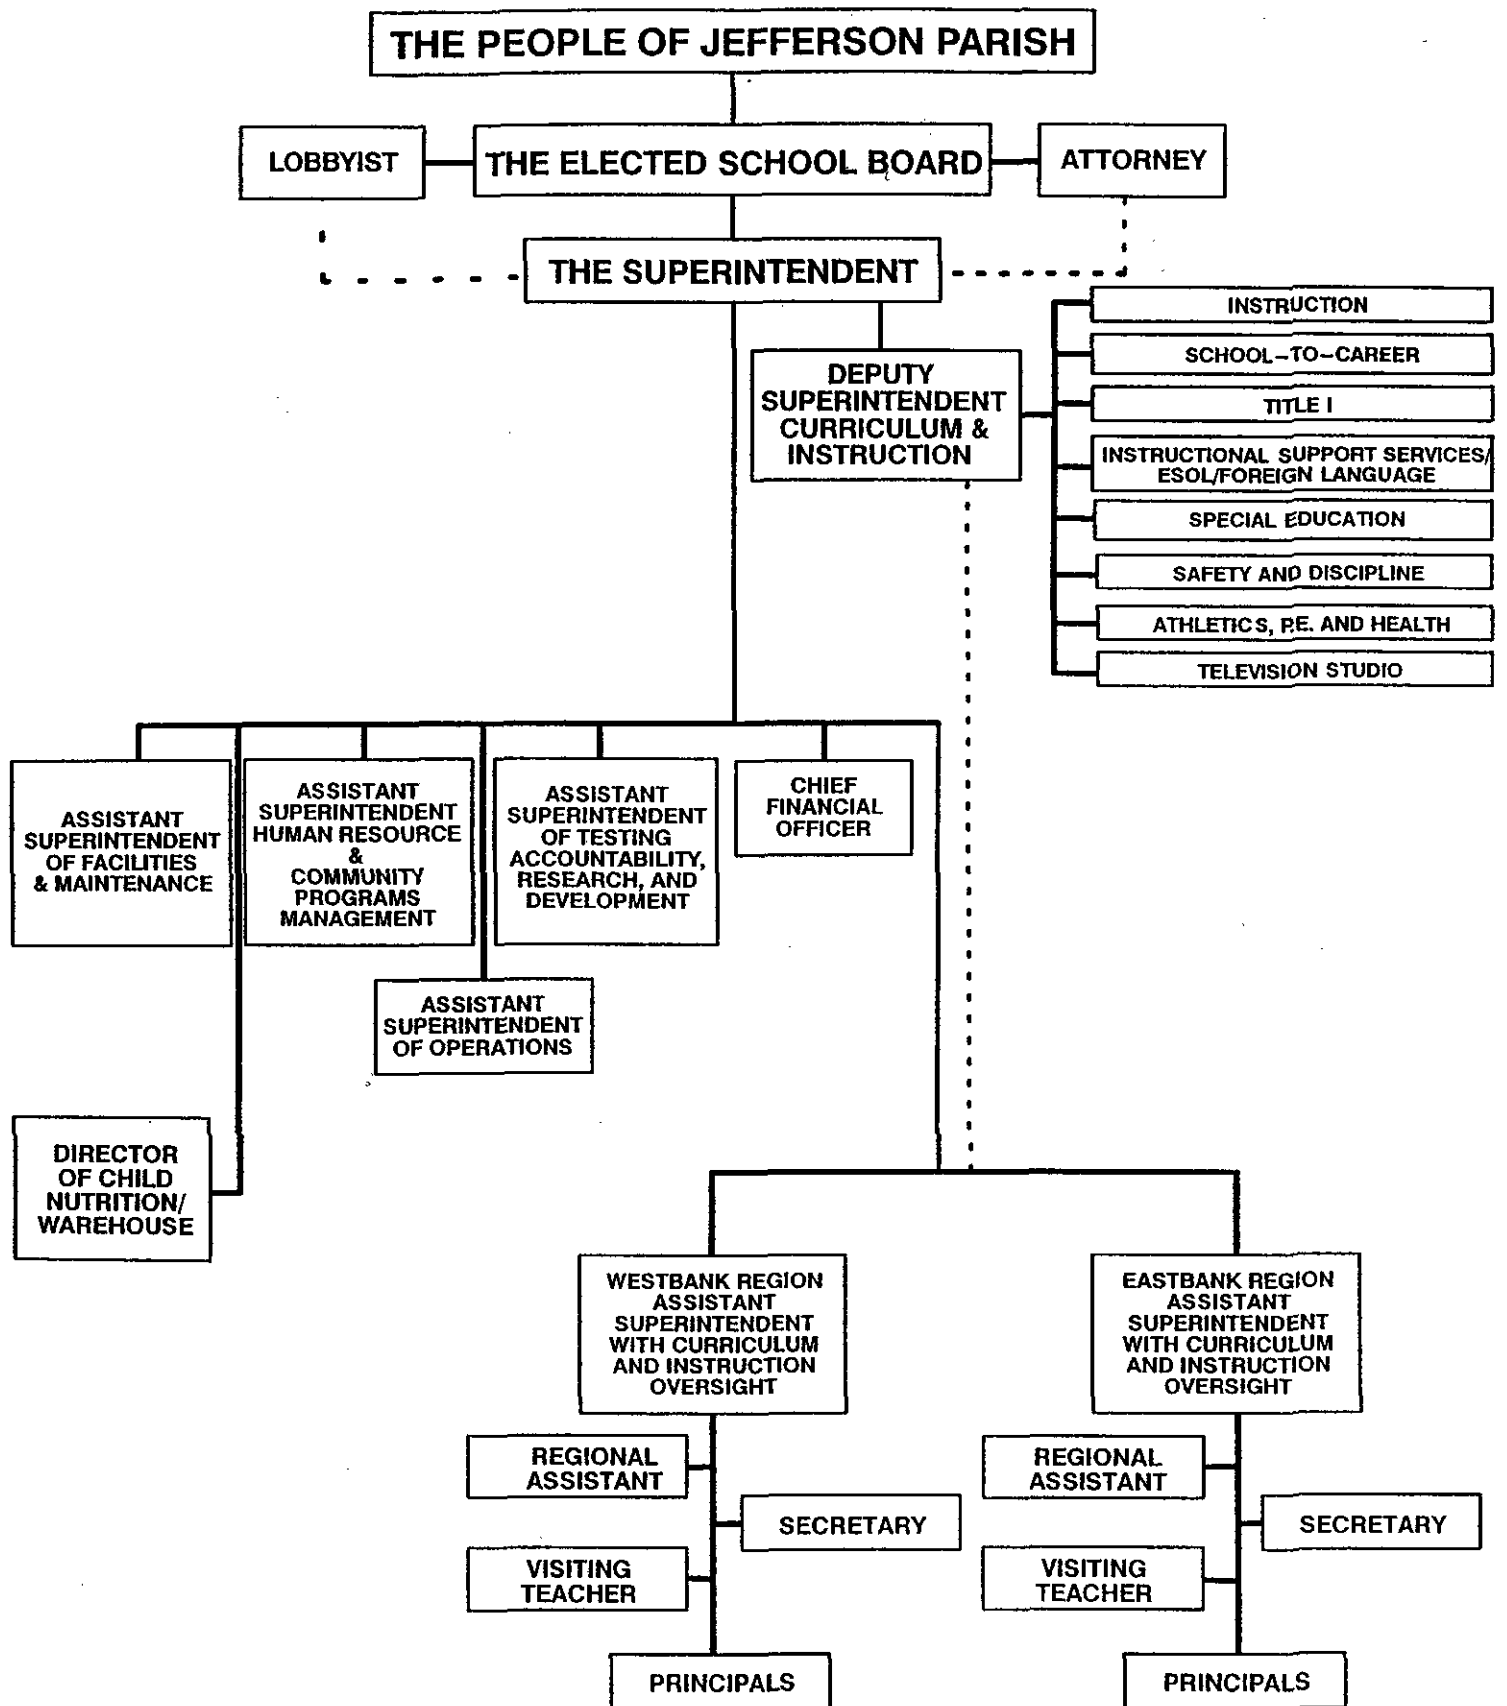 THE PEOPLE OF JEFFERSON PARISH
LOBBYIST
THE ELECTED SCHOOL BOARD
ATTORNEY
THE SUPERINTENDENT
DEPUTY
SUPERINTENDENT
CURRICULUM &
INSTRUCTION
INSTRUCTION
SCHOOL-TO-CAREER
TITLE I
INSTRUCTIONAL SUPPORT SERVICES/
ESOL/FOREIGN LANGUAGE
SPECIAL EDUCATION
SAFETY AND DISCIPLINE
ATHLETICS, P.E. AND HEALTH
TELEVISION STUDIO
ASSISTANT
SUPERINTENDENT
OF FACILITIES
& MAINTENANCE
ASSISTANT
SUPERINTENDENT
HUMAN RESOURCE
&
COMMUNITY
PROGRAMS
MANAGEMENT
ASSISTANT
SUPERINTENDENT
OF TESTING
ACCOUNTABILITY,
RESEARCH, AND
DEVELOPMENT
CHIEF
FINANCIAL
OFFICER
ASSISTANT
SUPERINTENDENT
OF OPERATIONS
DIRECTOR
OF CHILD
NUTRITION/
WAREHOUSE
WESTBANK REGION
ASSISTANT
SUPERINTENDENT
WITH CURRICULUM
AND INSTRUCTION
OVERSIGHT
EASTBANK REGION
ASSISTANT
SUPERINTENDENT
WITH CURRICULUM
AND INSTRUCTION
OVERSIGHT
REGIONAL
ASSISTANT
SECRETARY
VISITING
TEACHER
PRINCIPALS
REGIONAL
ASSISTANT
SECRETARY
VISITING
TEACHER
PRINCIPALS